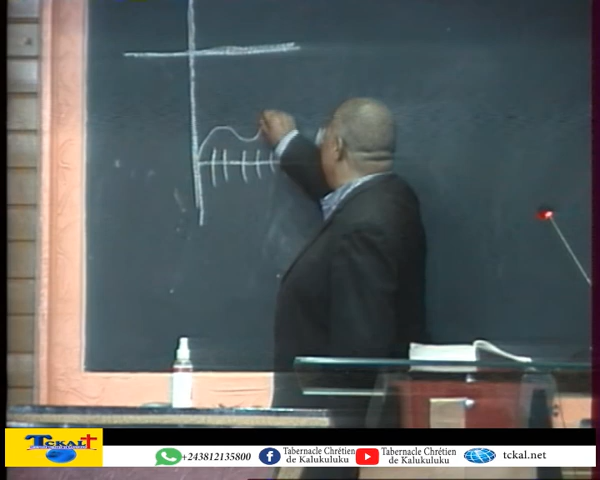 TCKAL
+243812135800
Tabernacle Chrétien
de Kalukuluku
Tabernacle Chrétien
de Kalukuluku
tckal.net